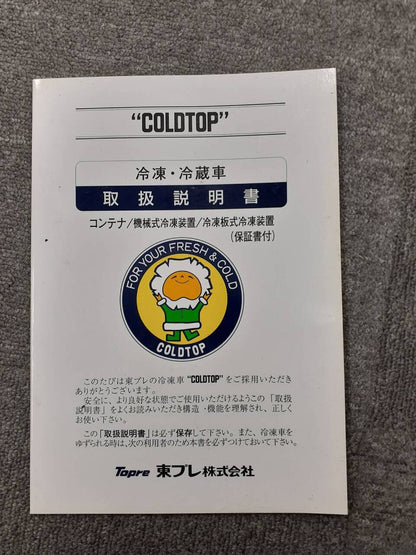 “COLDTOP”
冷凍・冷蔵車
取扱説明書
コンテナ/機械式冷凍装置/冷凍板式冷凍装置
(保証書付)
FOR YOUR FRESH & COLD
COLDTOP
このたびは東プレの冷凍車“COLDTOP”をご採用いただき
ありがとうございます。
安全に、より良好な状態でご使用いただけるようこの「取扱
説明書」をよくお読みいただき構造・機能を理解され、正しく
お使い下さい。
この「取扱説明書」は必ず保存して下さい。また、冷凍車を
ゆずられる時は、次の利用者のため本書を必ずつけておいて下さい。
Topre 東プレ株式会社